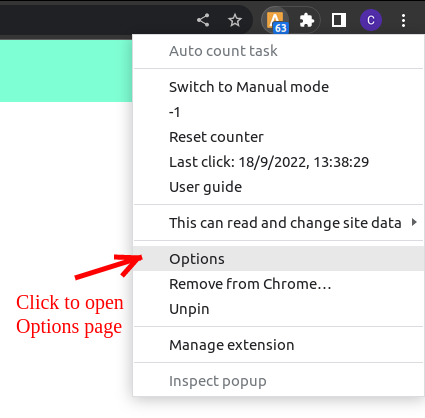 63
C
Auto count task
Switch to Manual mode
-1
Reset counter
Last click: 18/9/2022, 13:38:29
User guide
This can read and change site data
Options
Remove from Chrome…
Unpin
Manage extension
Inspect popup
Click to open
Options page